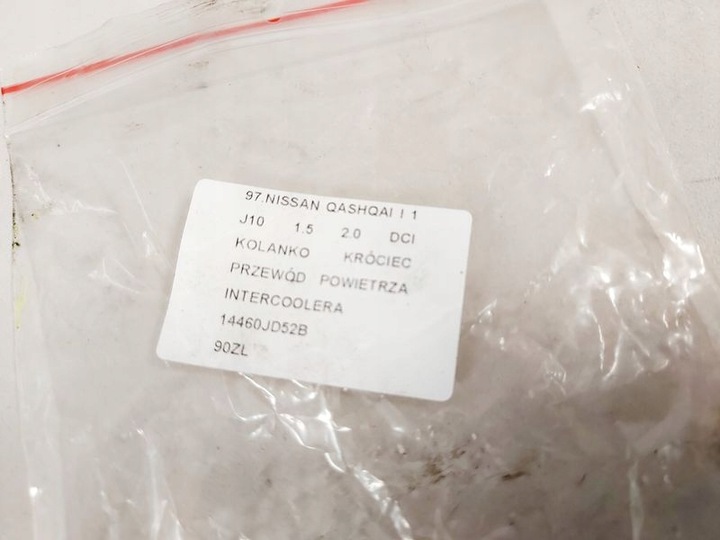 97.NISSAN QASHQAI I 1
J10 1.5 2.0 DCI
KOLANKO KRÓCIEC
PRZEWÓD POWIETRZA
INTERCOOLERA
14460JD52B
90ZL